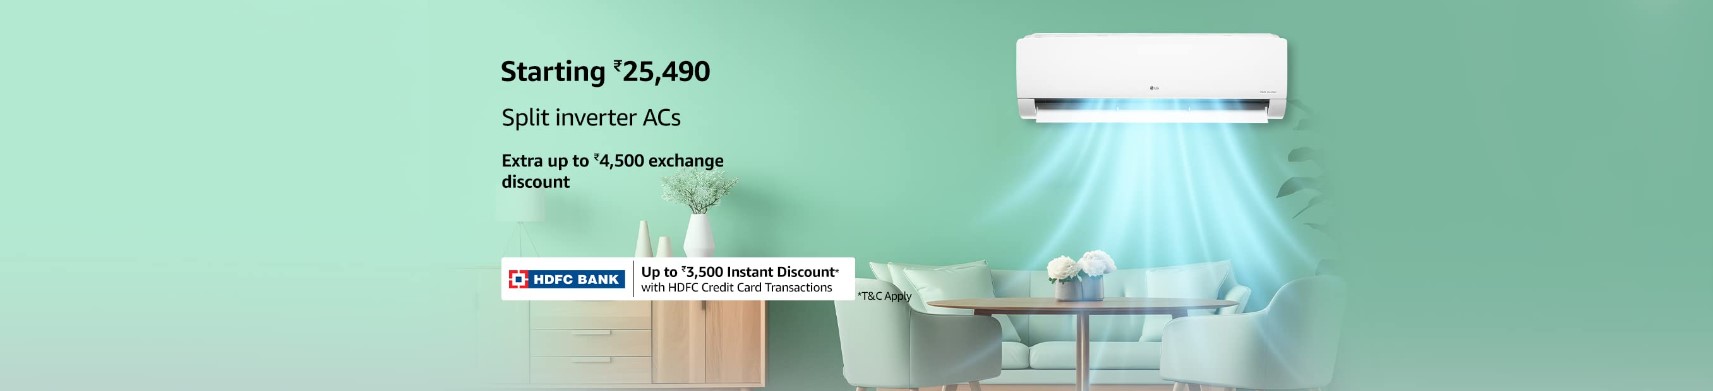 Starting ₹25,490
Split inverter ACs
Extra up to ₹4,500 exchange
discount
HDFC BANK
Up to ₹3,500 Instant Discount*
with HDFC Credit Card Transactions
*T&C Apply
LG